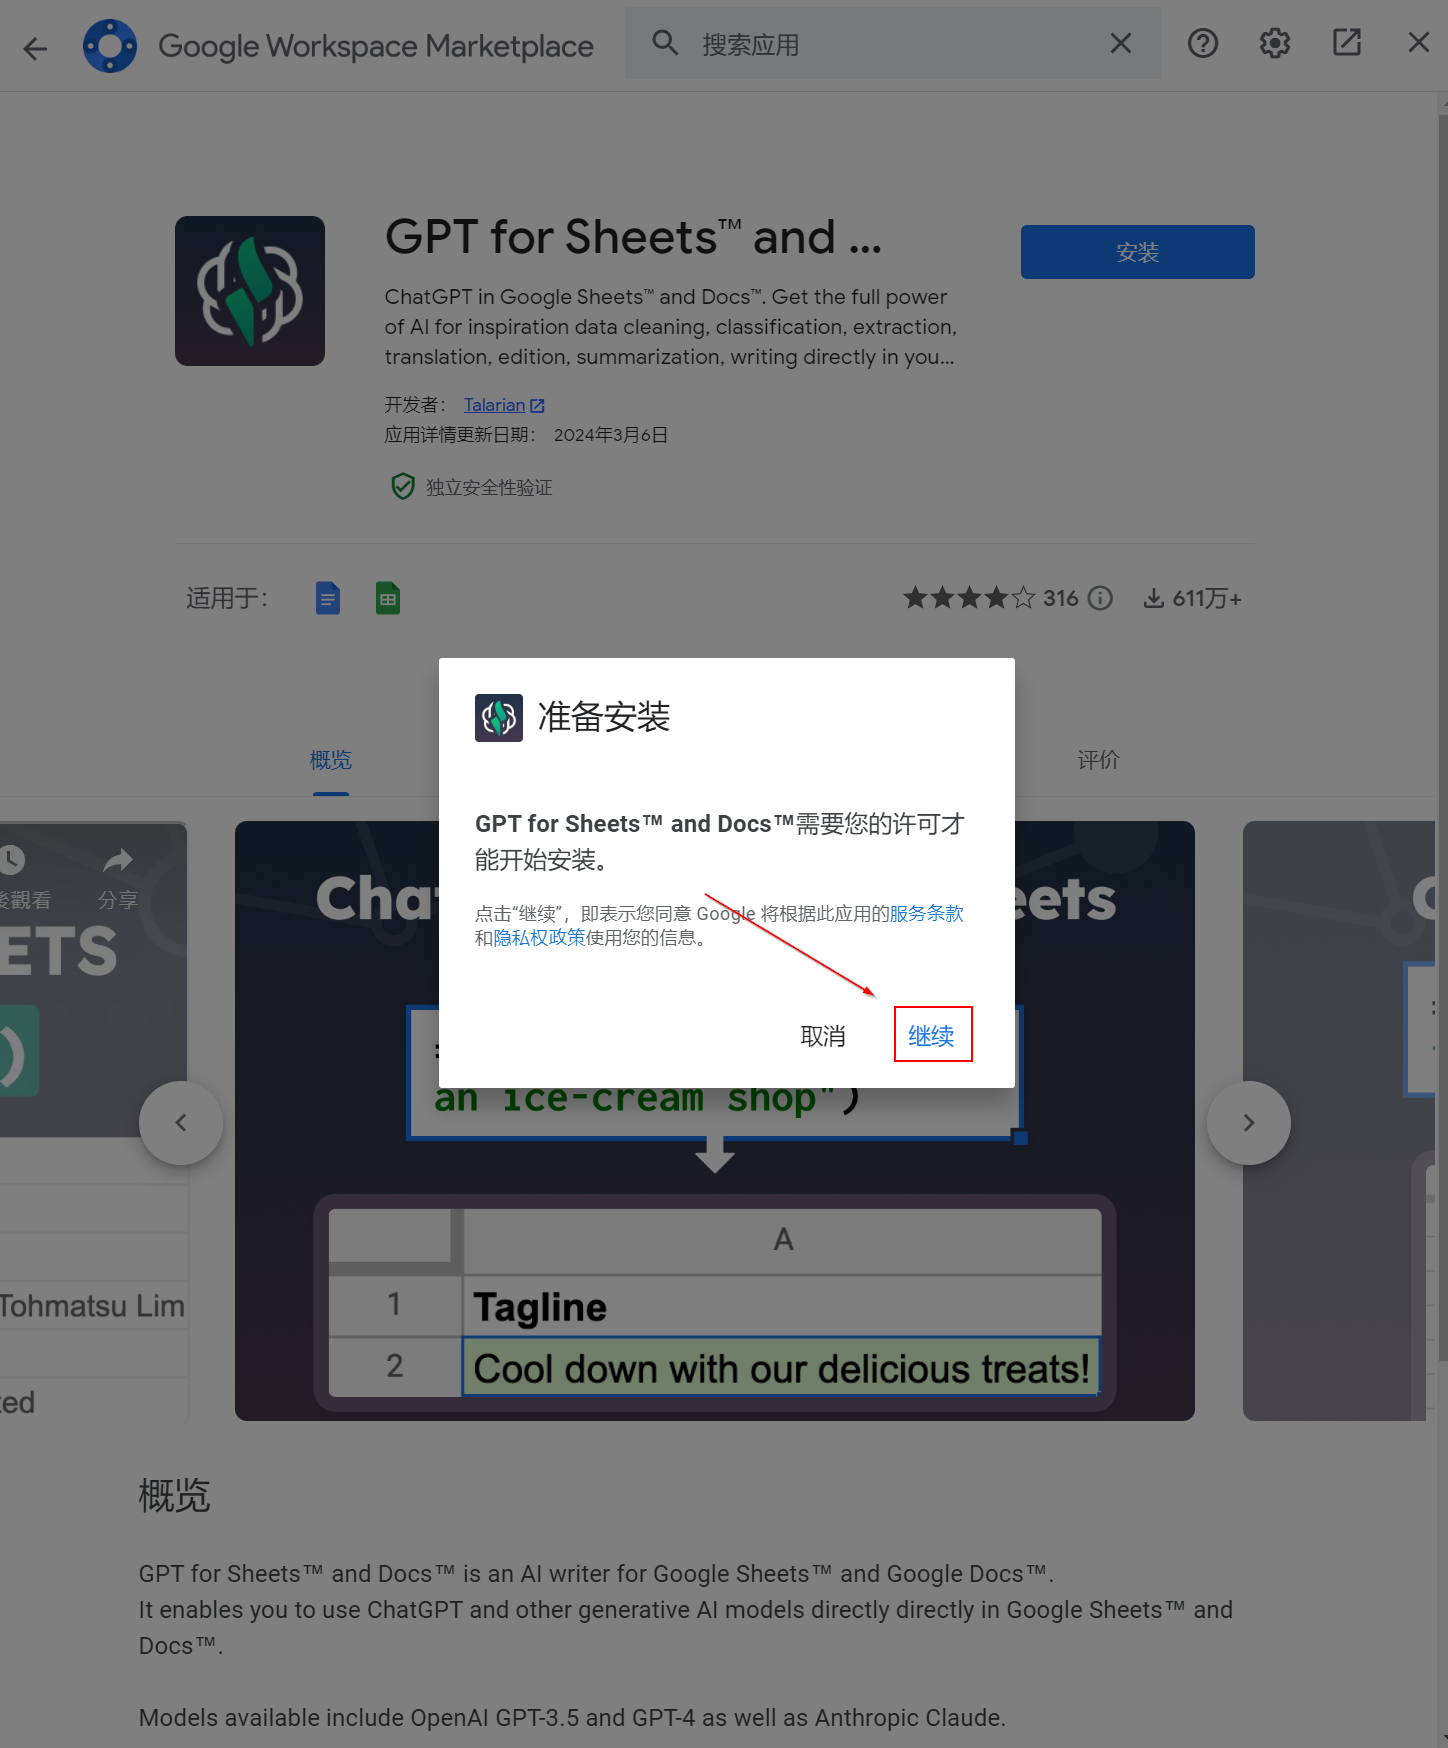 Google Workspace Marketplace
搜索应用
GPT for Sheets™ and ...
安装
ChatGPT in Google Sheets™ and Docs™. Get the full power
of AI for inspiration data cleaning, classification, extraction,
translation, edition, summarization, writing directly in you...
开发者： Talarian
应用详情更新日期： 2024年3月6日
独立安全性验证
适用于：
316
611万+
准备安装
概览
评价
GPT for Sheets™ and Docs™需要您的许可才
能开始安装。
点击“继续”，即表示您同意 Google 将根据此应用的服务条款
和隐私权政策使用您的信息。
取消
继续
後觀看
分享
ETS
Chat
eets
an ice-cream shop")
A
1
Tagline
2
Cool down with our delicious treats!
Tohmatsu Lim
ted
概览
GPT for Sheets™ and Docs™ is an AI writer for Google Sheets™ and Google Docs™.
It enables you to use ChatGPT and other generative AI models directly directly in Google Sheets™ and
Docs™.
Models available include OpenAI GPT-3.5 and GPT-4 as well as Anthropic Claude.